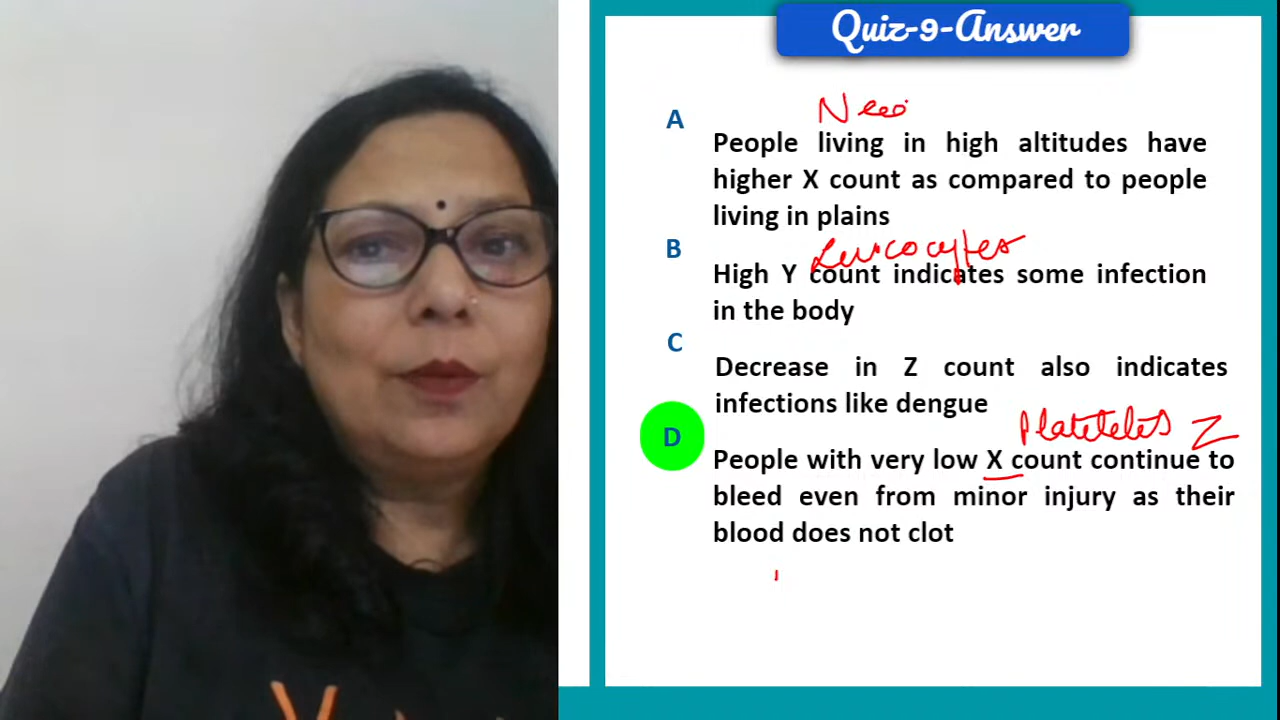 Quiz-9-Answer
A
People living in high altitudes have
higher X count as compared to people
living in plains
Leucocytes
B
High Y count indicates some infection
in the body
C
Decrease in Z count also indicates
infections like dengue
Platelets Z
D
People with very low X count continue to
bleed even from minor injury as their
blood does not clot